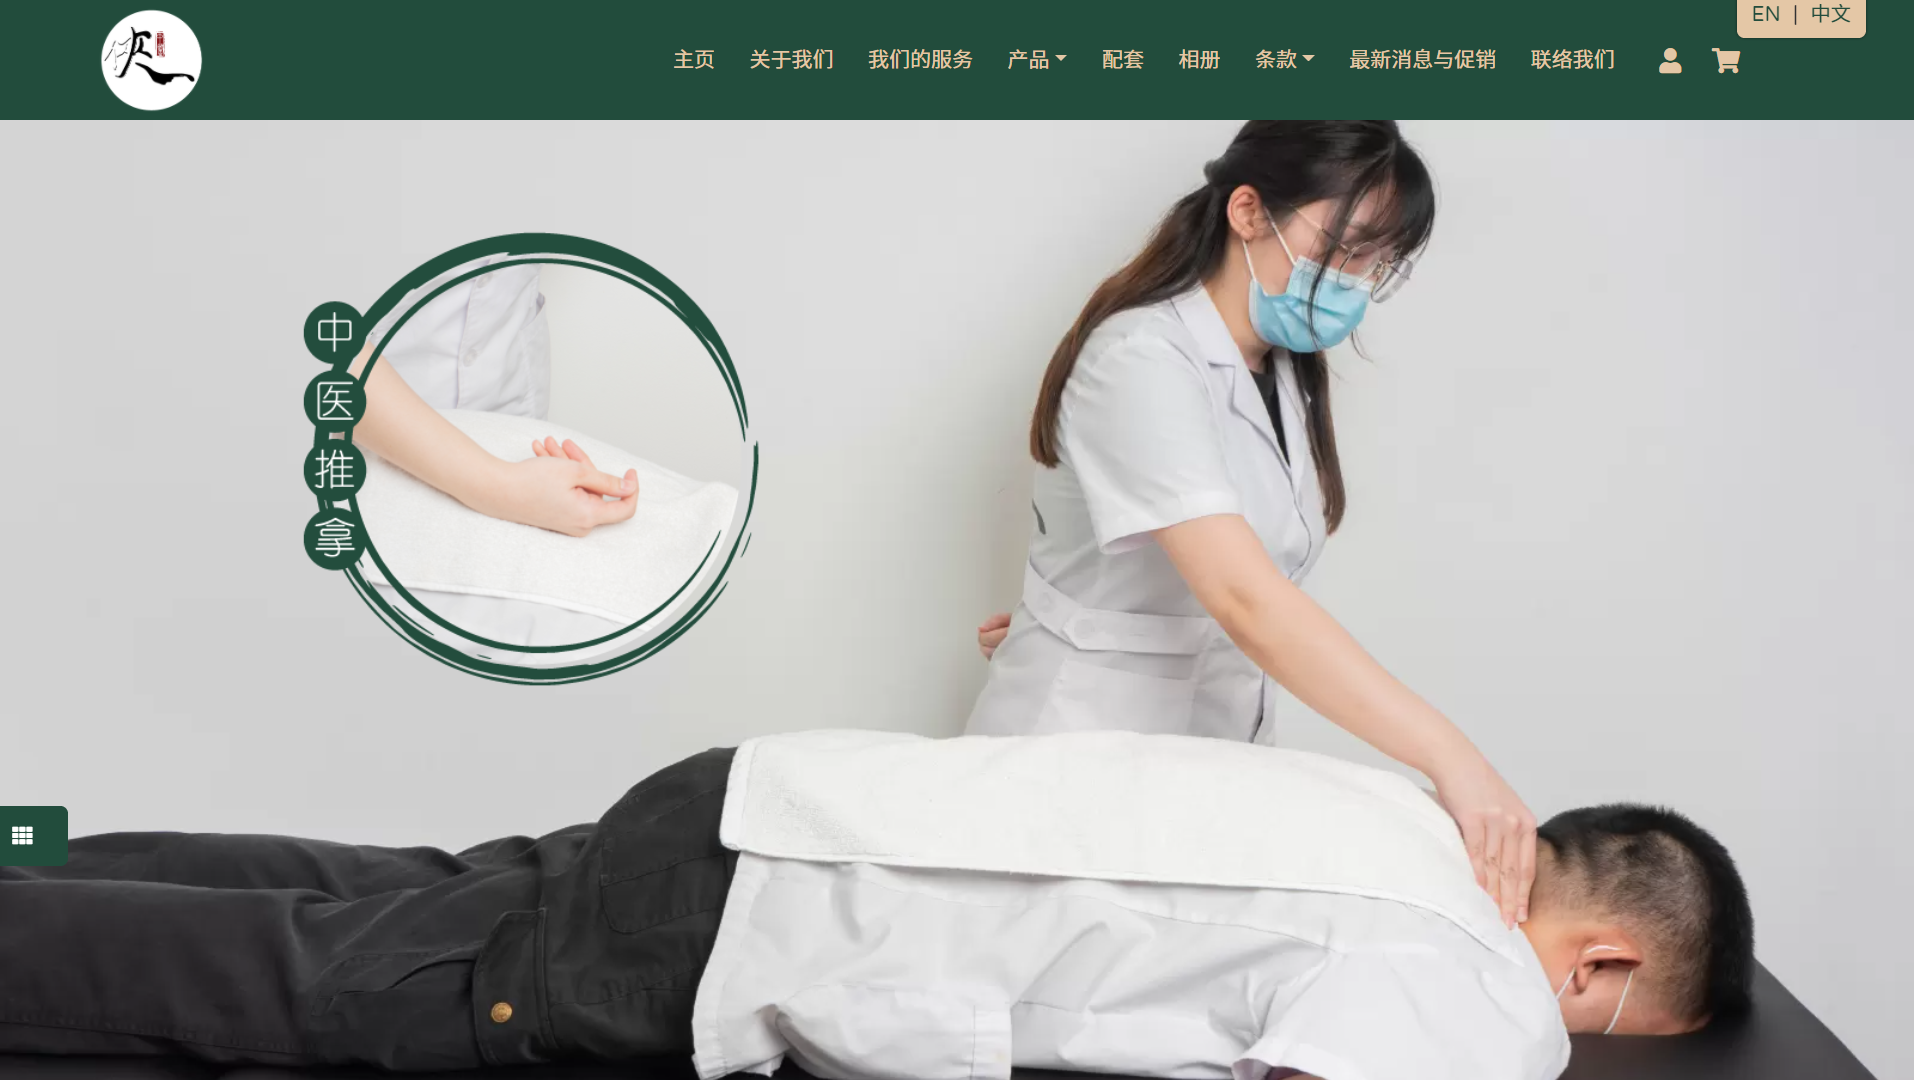 EN | 中文
主页 关于我们 我们的服务 产品 配套 相册 条款 最新消息与促销 联络我们
中
医
推
拿